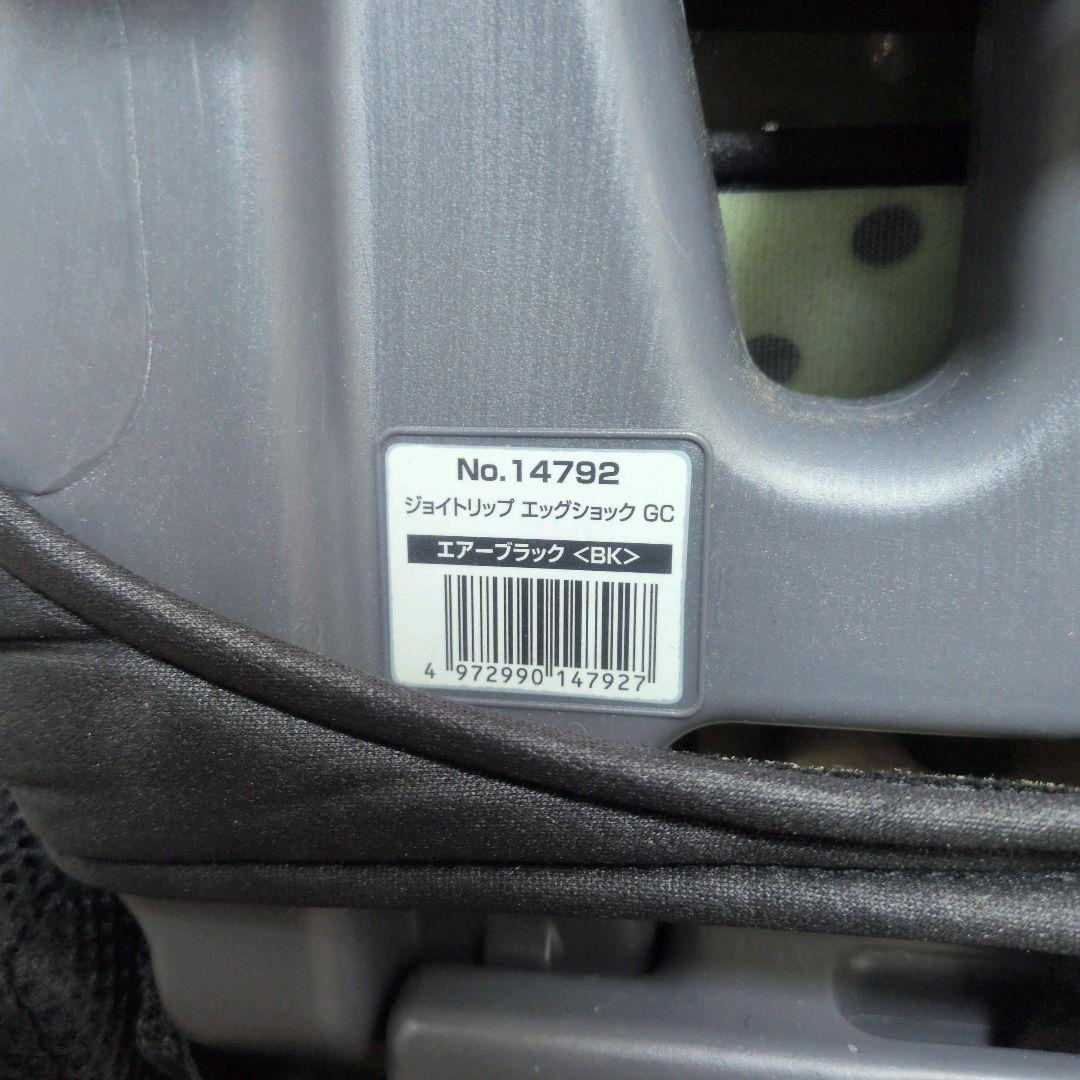 No.14792
ジョイトリップ エッグショック GC
エアーブラック <BK>
4 972990 147927